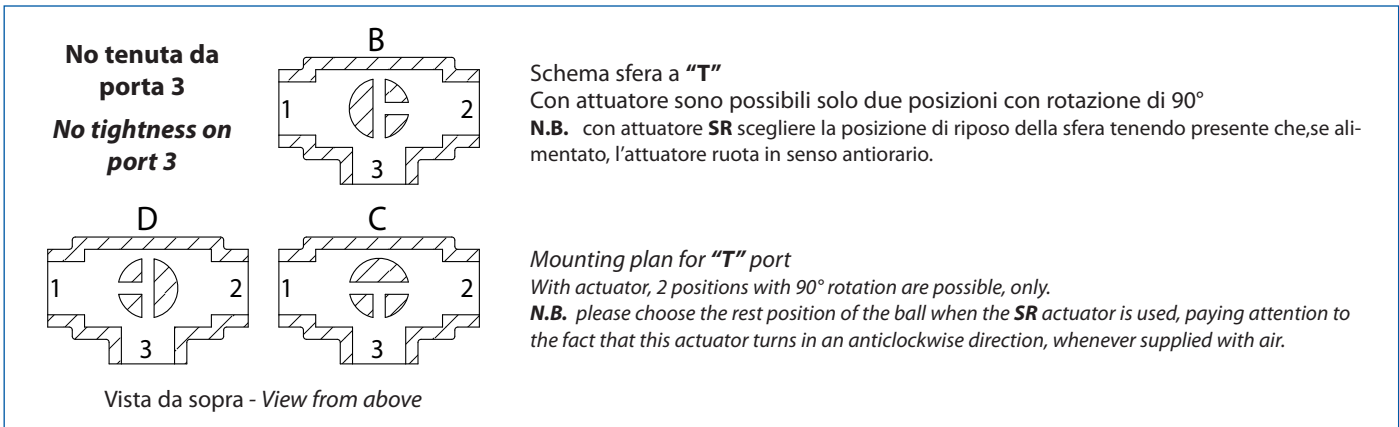 No tenuta da
porta 3
No tightness on
port 3
B
1
2
3
Schema sfera a “T”
Con attuatore sono possibili solo due posizioni con rotazione di 90°
N.B. con attuatore SR scegliere la posizione di riposo della sfera tenendo presente che,se ali-
mentato, l'attuatore ruota in senso antiorario.
D
1
2
3
C
1
2
3
Mounting plan for “T” port
With actuator, 2 positions with 90° rotation are possible, only.
N.B. please choose the rest position of the ball when the SR actuator is used, paying attention to
the fact that this actuator turns in an anticlockwise direction, whenever supplied with air.
Vista da sopra - View from above